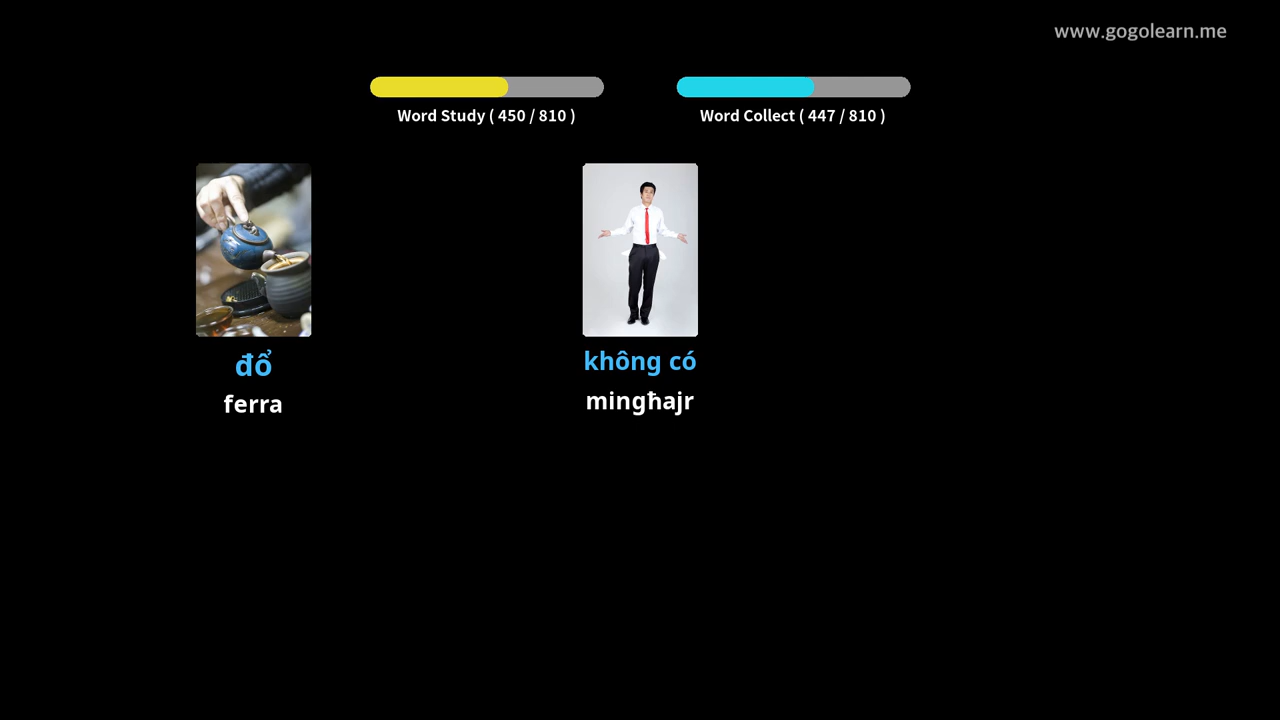 www.gogolearn.me
Word Study ( 450 / 810 )
Word Collect ( 447 / 810 )
đổ
ferra
không có
mingħajr